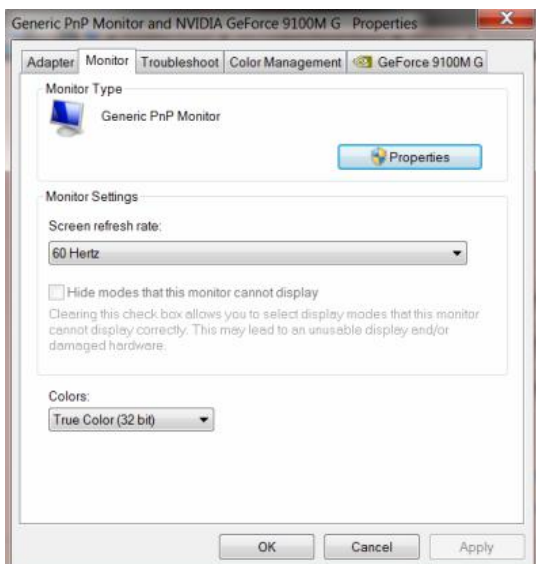 Generic PnP Monitor and NVIDIA GeForce 9100M G Properties
Adapter Monitor Troubleshoot Color Management GeForce 9100M G
Monitor Type
Generic PnP Monitor
Properties
Monitor Settings
Screen refresh rate:
60 Hertz
Hide modes that this monitor cannot display
Clearing this check box allows you to select display modes that this monitor
cannot display correctly. This may lead to an unusable display and/or
damaged hardware.
Colors:
True Color (32 bit)
OK Cancel Apply